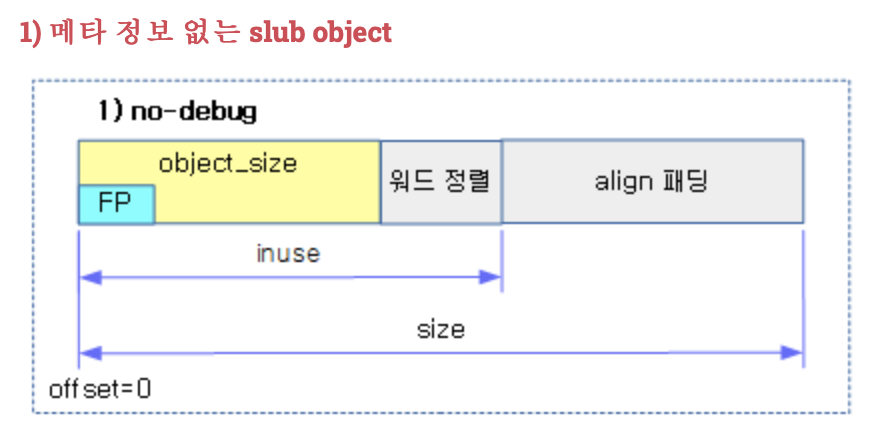 1) 메타 정보 없는 slub object
1) no-debug
object_size
FP
워드 정렬
align 패딩
inuse
size
offset=0